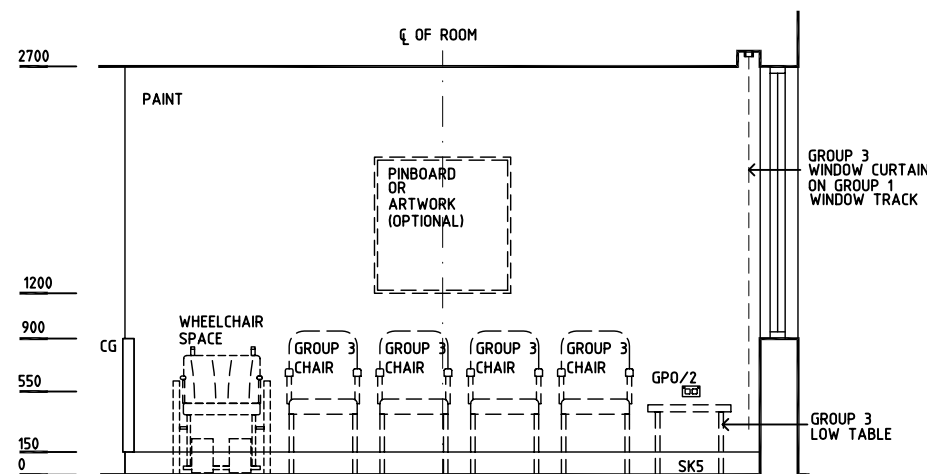 ℄ OF ROOM
2700
PAINT
GROUP 3
WINDOW CURTAIN
ON GROUP 1
WINDOW TRACK
PINBOARD
OR
ARTWORK
(OPTIONAL)
1200
WHEELCHAIR
SPACE
900
CG
GROUP 3
CHAIR
GROUP 3
CHAIR
GROUP 3
CHAIR
GROUP 3
CHAIR
GPO/2
550
GROUP 3
LOW TABLE
150
0
SK5